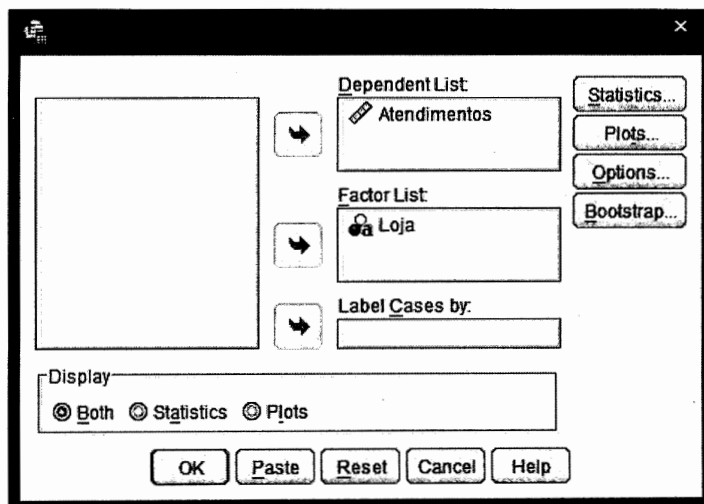 ×
Dependent List:
Atendimentos
Statistics...
Plots...
Options...
Bootstrap...
Factor List:
a Loja
Label Cases by:
Display
Both Statistics Plots
OK Paste Reset Cancel Help